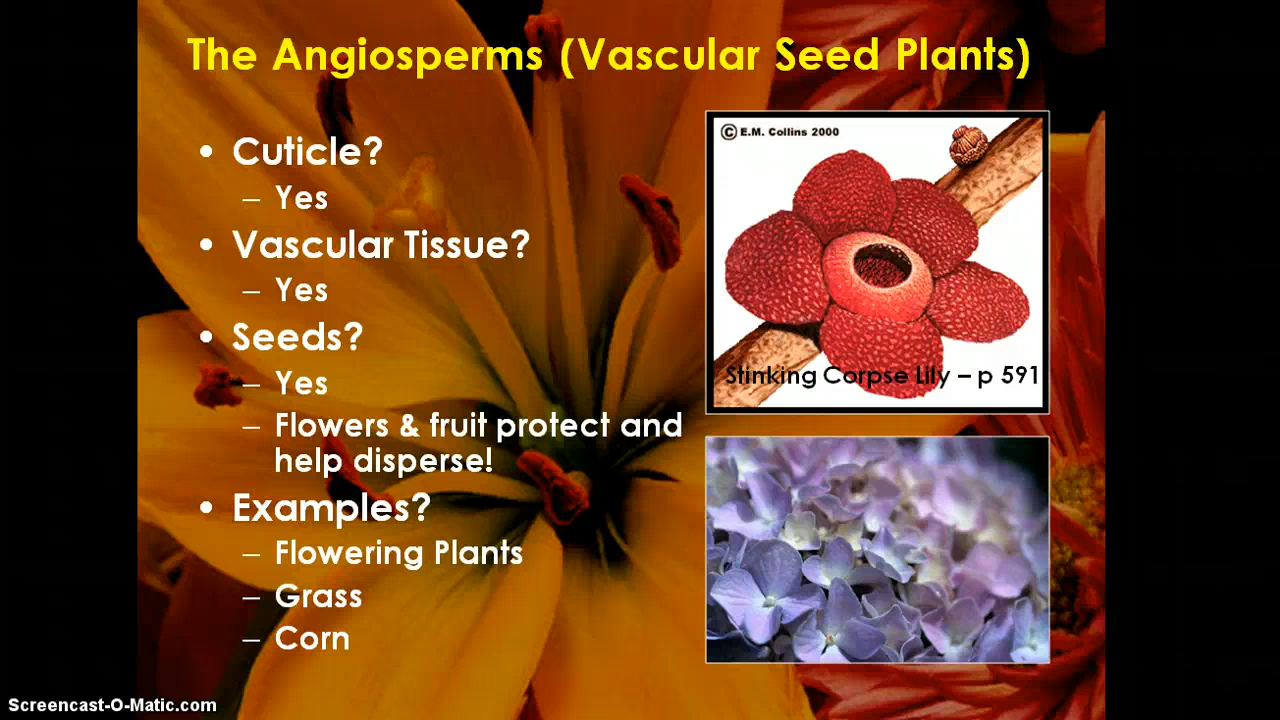 The Angiosperms (Vascular Seed Plants)
• Cuticle?
– Yes
• Vascular Tissue?
– Yes
• Seeds?
– Yes
– Flowers & fruit protect and
help disperse!
• Examples?
– Flowering Plants
– Grass
– Corn
© E.M. Collins 2000
Stinking Corpse Lily – p 591
Screencast-O-Matic.com